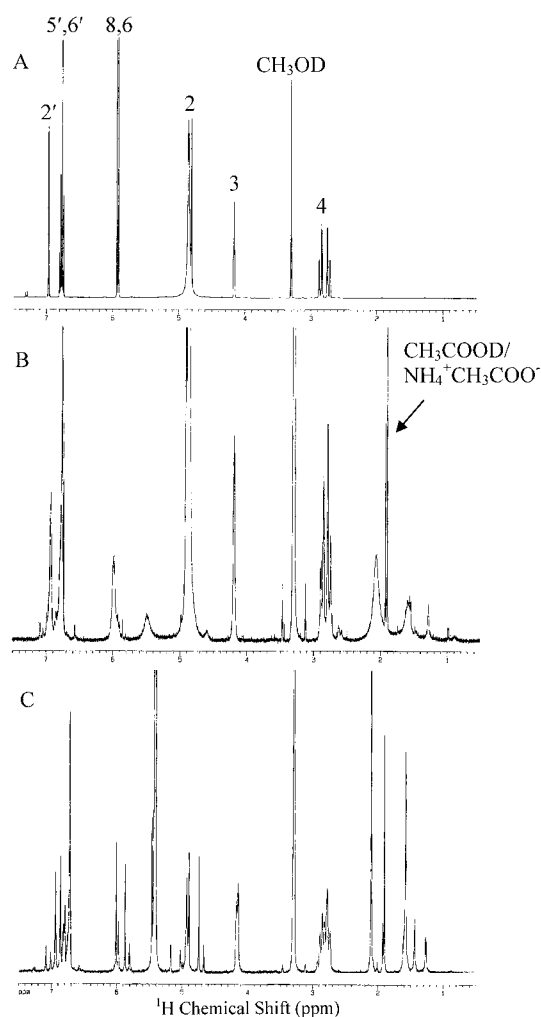 5′,6′ 8,6
A
CH₃OD
2′
2
3
4
7 6 5 4 3 2 1
B
CH₃COOD/
NH₄⁺CH₃COO⁻
7 6 5 4 3 2 1
C
6 5 4 3 2 1
¹H Chemical Shift (ppm)